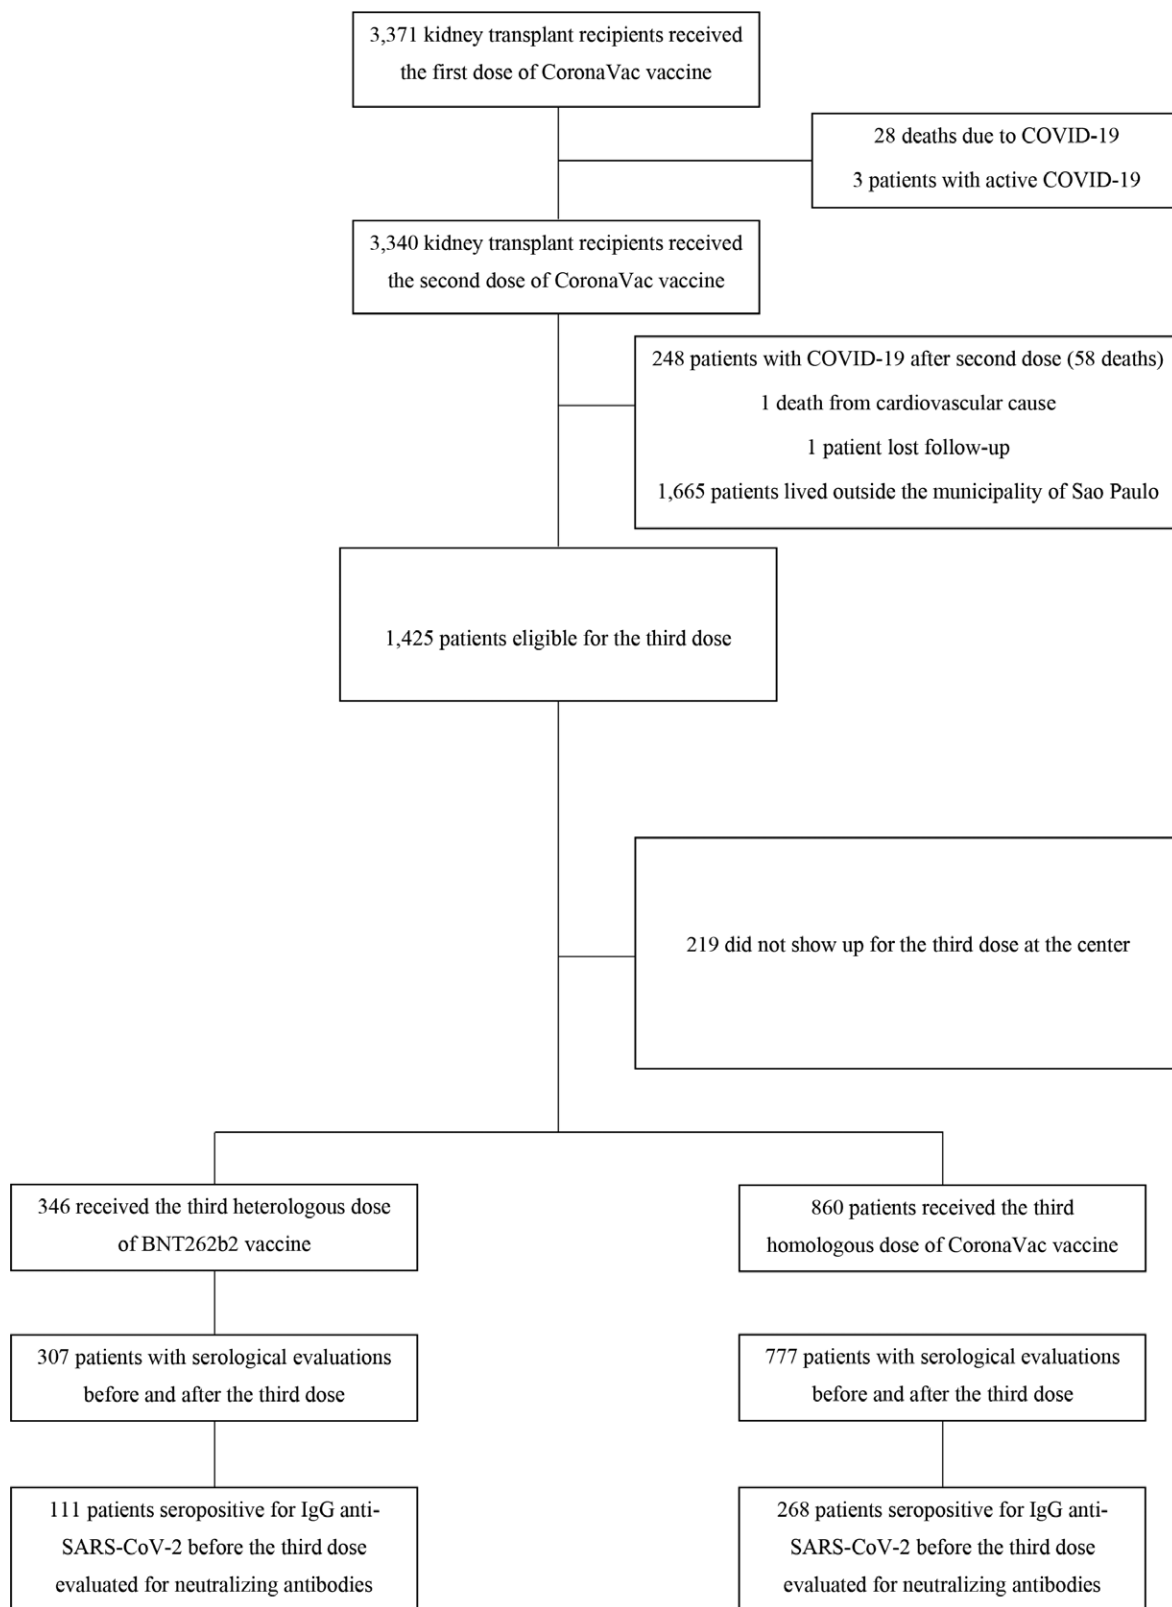 3,371 kidney transplant recipients received
the first dose of CoronaVac vaccine
28 deaths due to COVID-19
3 patients with active COVID-19
3,340 kidney transplant recipients received
the second dose of CoronaVac vaccine
248 patients with COVID-19 after second dose (58 deaths)
1 death from cardiovascular cause
1 patient lost follow-up
1,665 patients lived outside the municipality of Sao Paulo
1,425 patients eligible for the third dose
219 did not show up for the third dose at the center
346 received the third heterologous dose
of BNT262b2 vaccine
860 patients received the third
homologous dose of CoronaVac vaccine
307 patients with serological evaluations
before and after the third dose
777 patients with serological evaluations
before and after the third dose
111 patients seropositive for IgG anti-
SARS-CoV-2 before the third dose
evaluated for neutralizing antibodies
268 patients seropositive for IgG anti-
SARS-CoV-2 before the third dose
evaluated for neutralizing antibodies